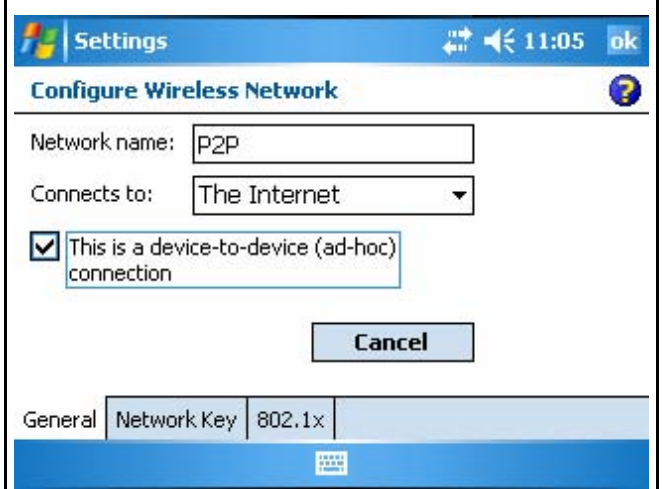 Settings 11:05 ok
Configure Wireless Network
Network name: P2P
Connects to: The Internet
This is a device-to-device (ad-hoc)
connection
Cancel
General Network Key 802.1x